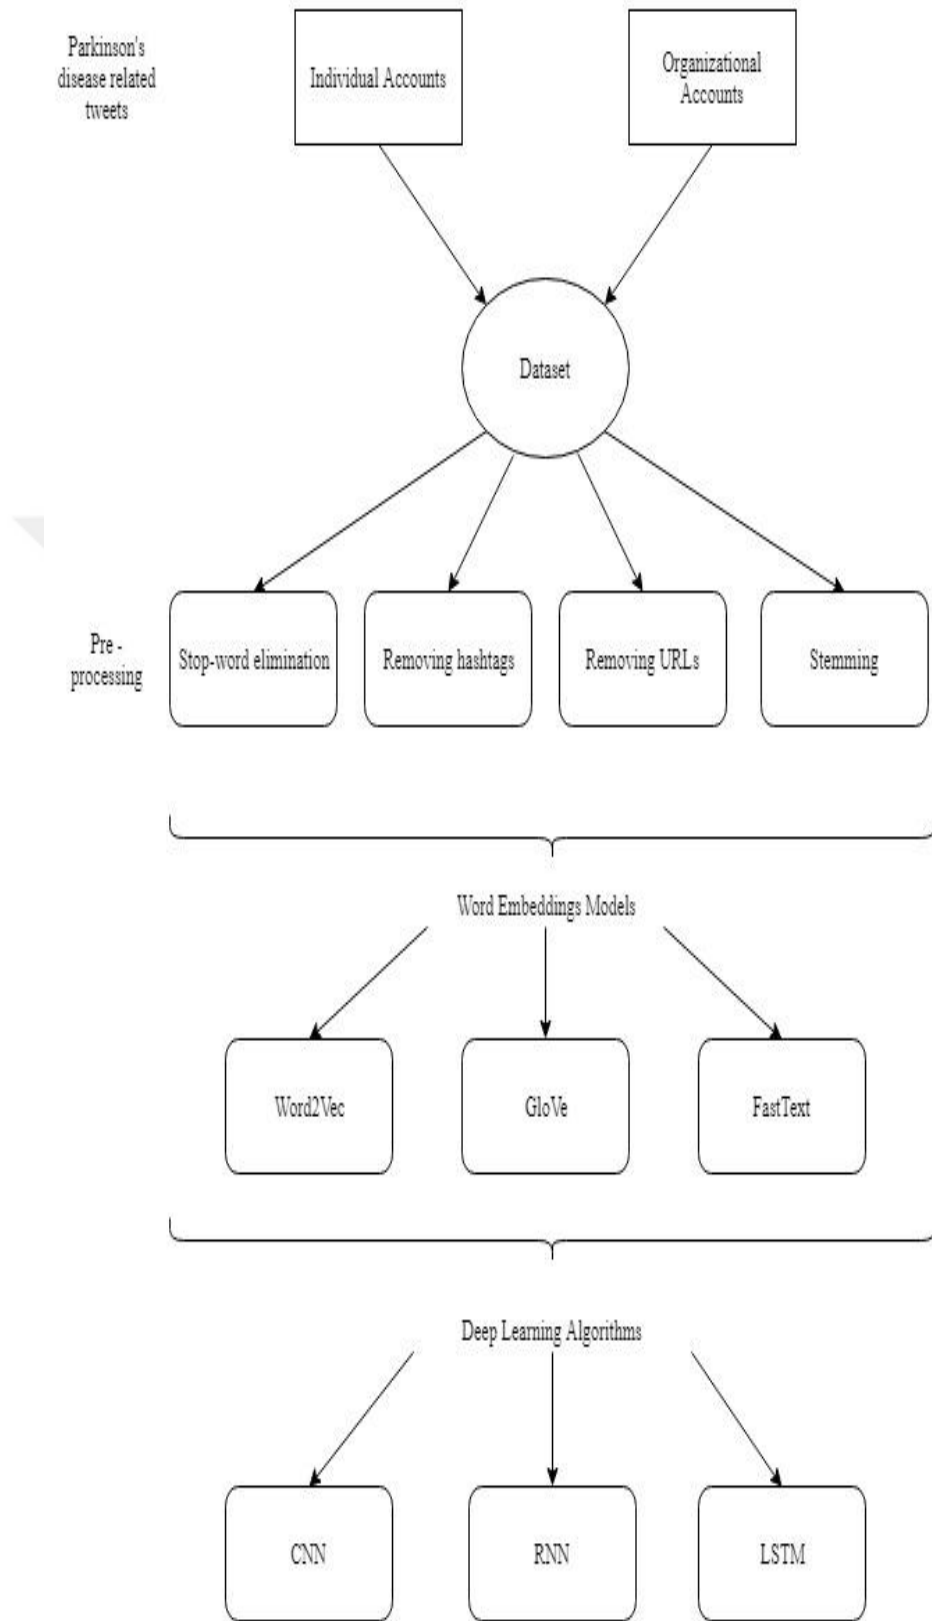 Parkinson's
disease related
tweets
Individual Accounts
Organizational
Accounts
Dataset
Pre -
processing
Stop-word elimination
Removing hashtags
Removing URLs
Stemming
Word Embeddings Models
Word2Vec
GloVe
FastText
Deep Learning Algorithms
CNN
RNN
LSTM